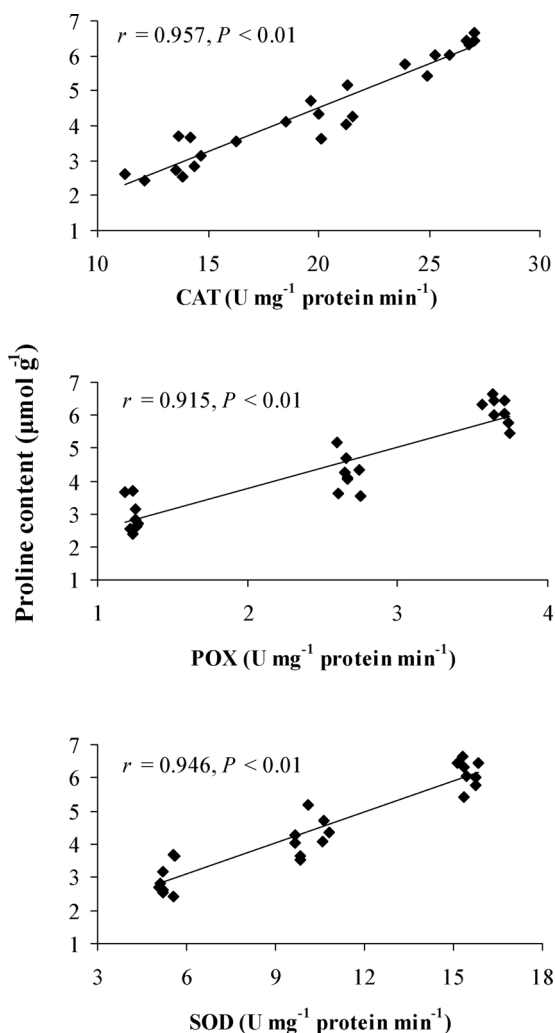 r = 0.957, P < 0.01
7
6
5
4
3
2
1
10 15 20 25 30
CAT (U mg⁻¹ protein min⁻¹)
Proline content (µmol g⁻¹)
r = 0.915, P < 0.01
7
6
5
4
3
2
1
1 2 3 4
POX (U mg⁻¹ protein min⁻¹)
r = 0.946, P < 0.01
7
6
5
4
3
2
1
3 6 9 12 15 18
SOD (U mg⁻¹ protein min⁻¹)